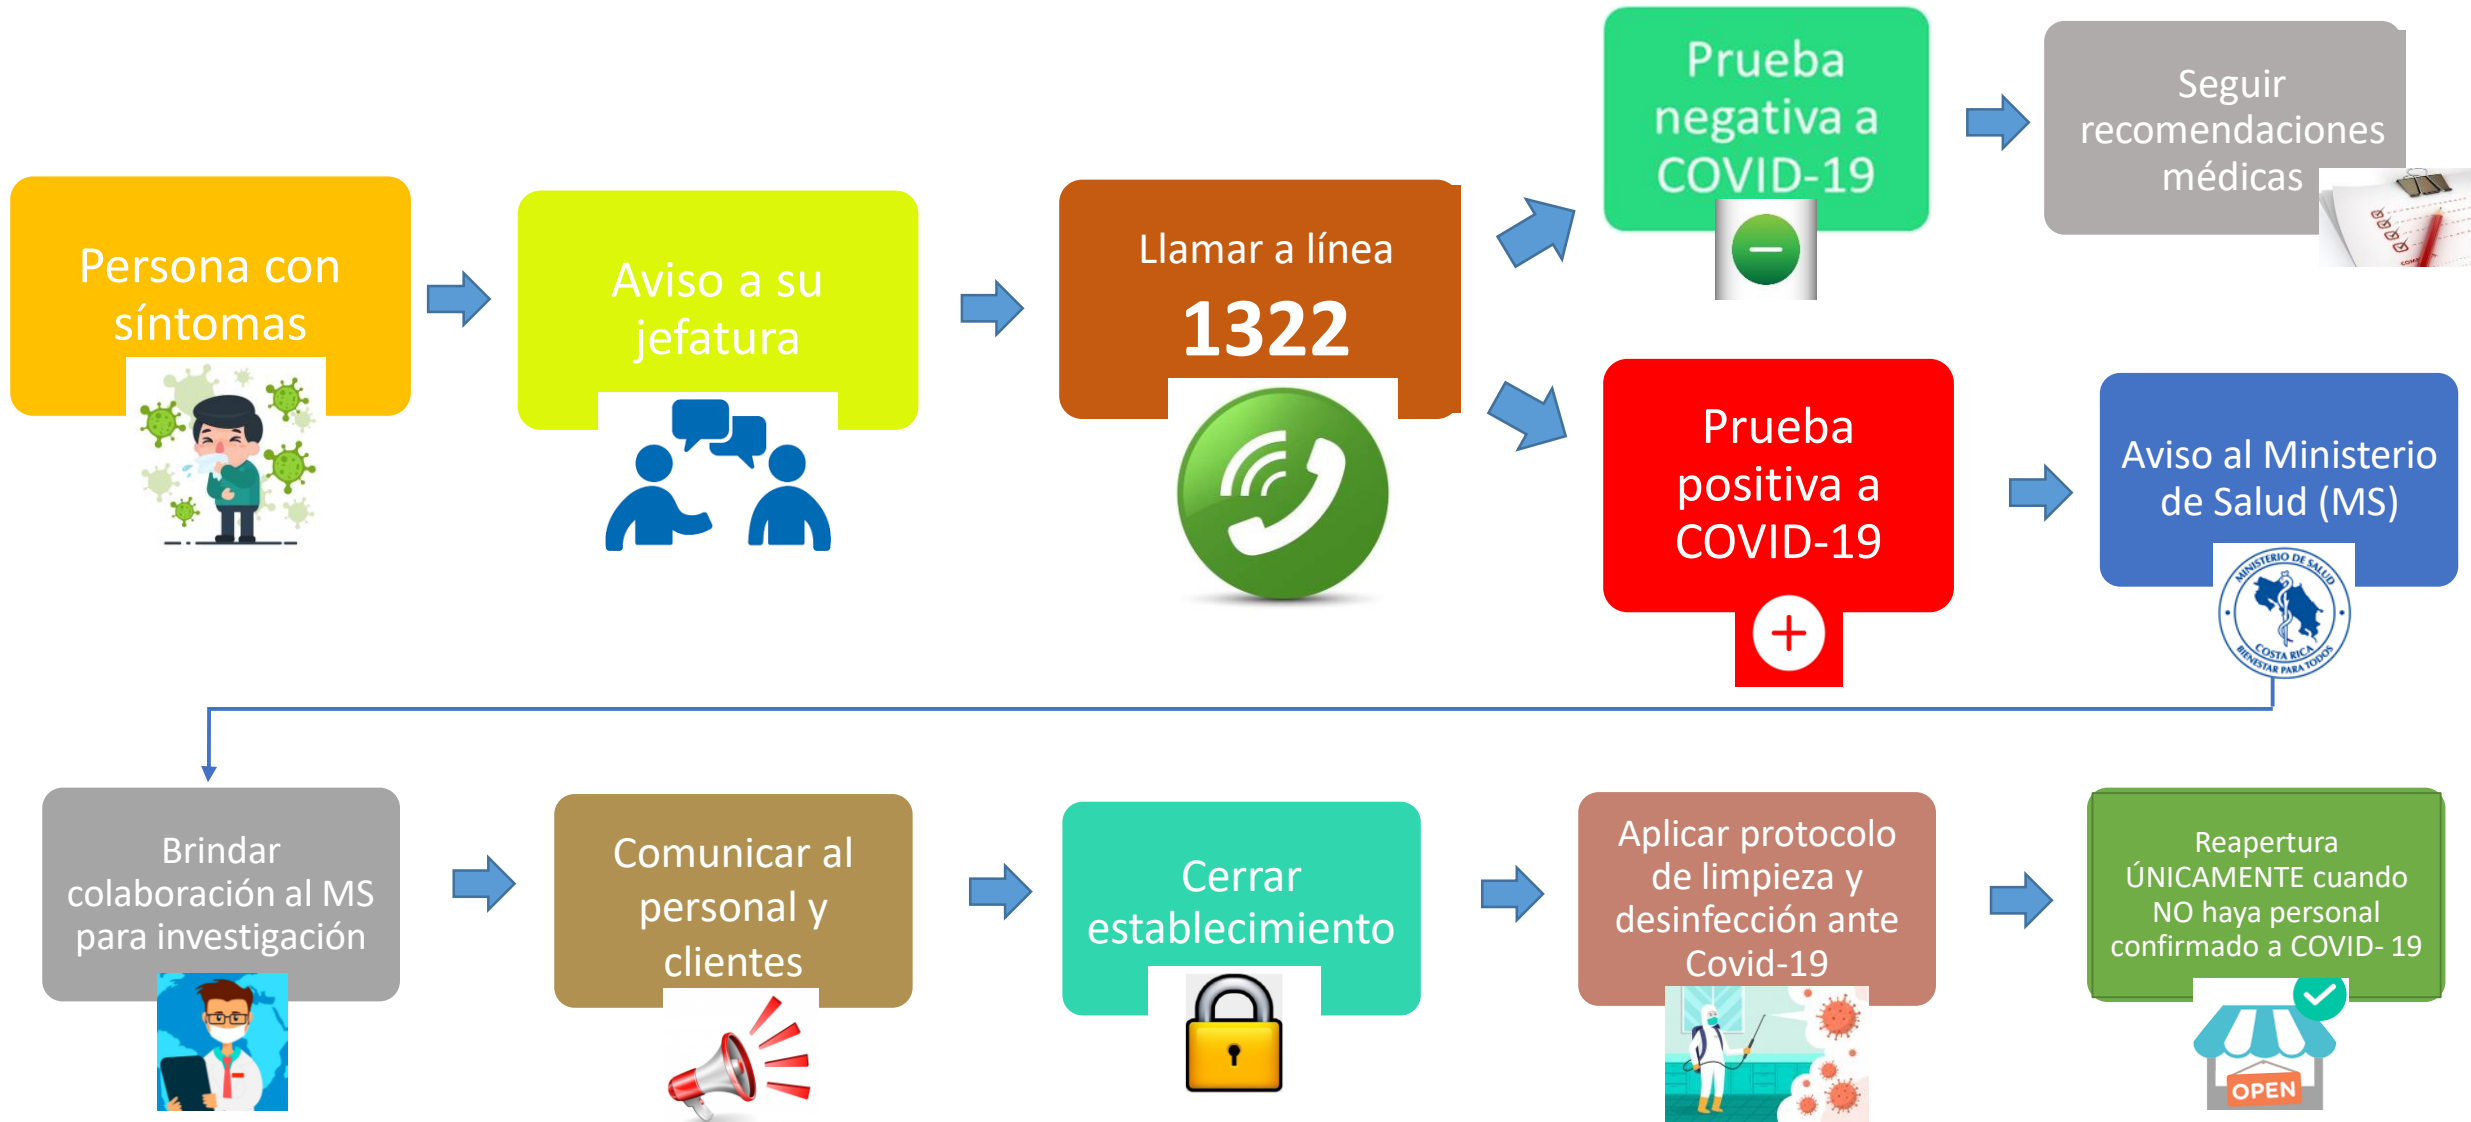 Persona con
síntomas
Aviso a su
jefatura
Llamar a línea
1322
Prueba
negativa a
COVID-19
Seguir
recomendaciones
médicas
Prueba
positiva a
COVID-19
Aviso al Ministerio
de Salud (MS)
MINISTERIO DE SALUD
COSTA RICA
BIENESTAR PARA TODOS
Brindar
colaboración al MS
para investigación
Comunicar al
personal y
clientes
Cerrar
establecimiento
Aplicar protocolo
de limpieza y
desinfección ante
Covid-19
Reapertura
ÚNICAMENTE cuando
NO haya personal
confirmado a COVID- 19
OPEN